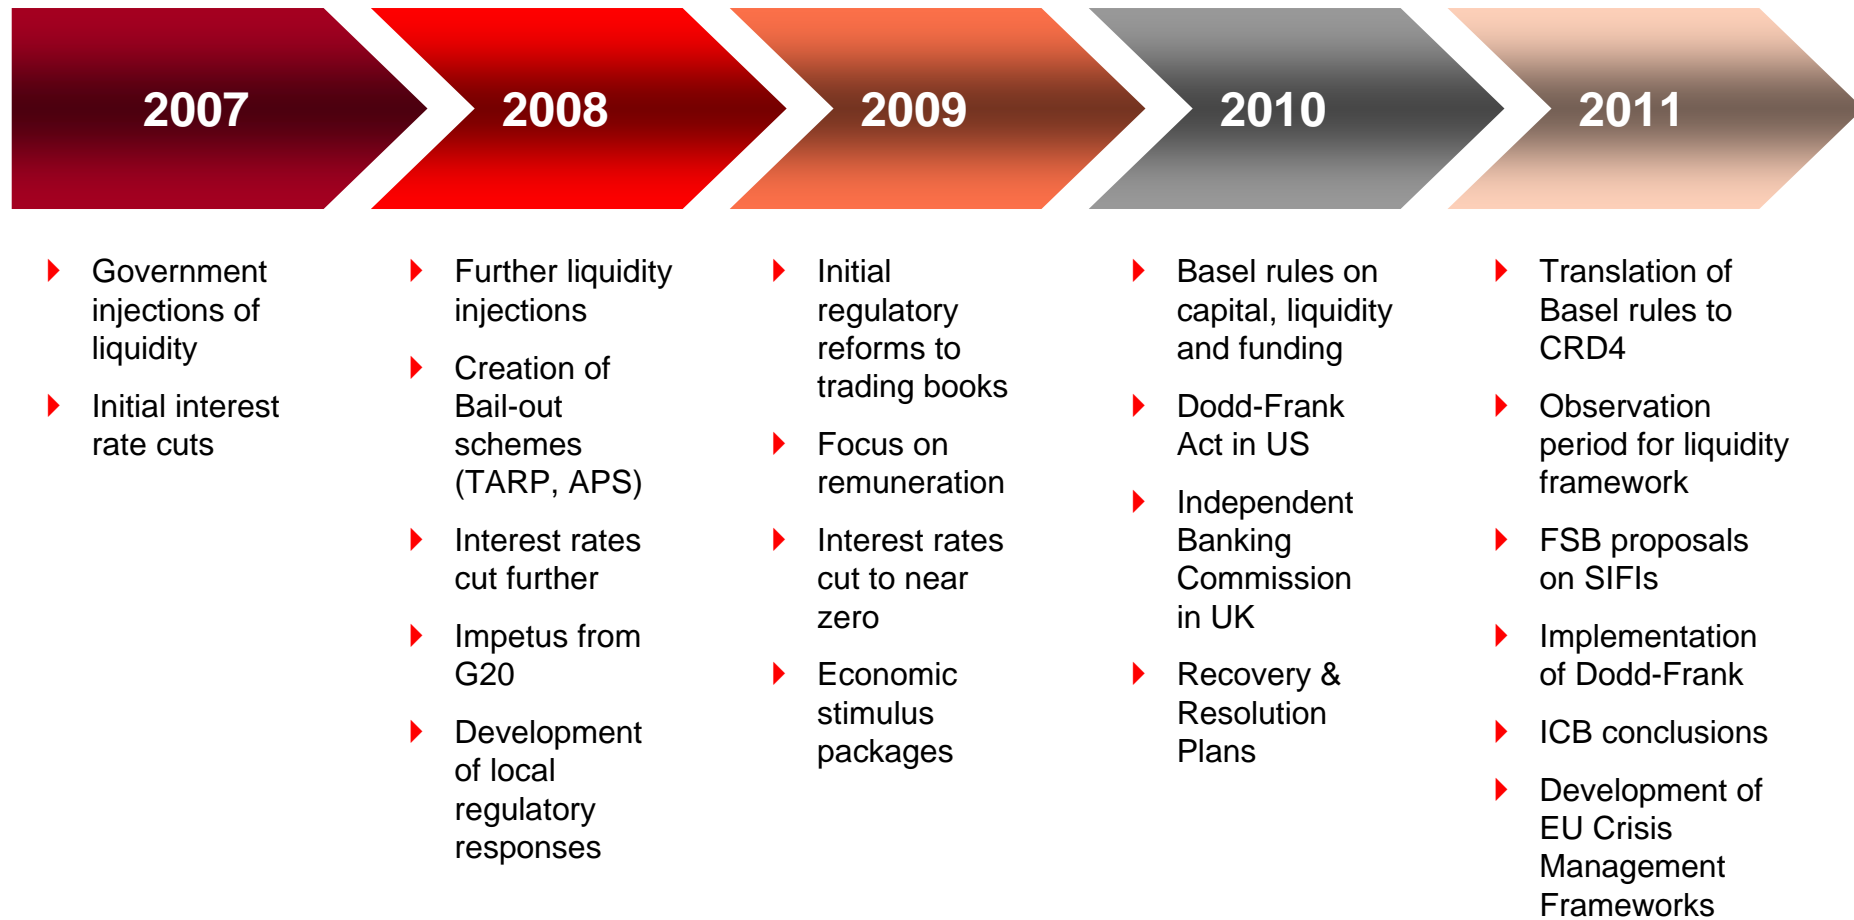 2007
2008
2009
2010
2011
Government
injections of
liquidity
Initial interest
rate cuts
Further liquidity
injections
Creation of
Bail-out
schemes
(TARP, APS)
Interest rates
cut further
Impetus from
G20
Development
of local
regulatory
responses
Initial
regulatory
reforms to
trading books
Focus on
remuneration
Interest rates
cut to near
zero
Economic
stimulus
packages
Basel rules on
capital, liquidity
and funding
Dodd-Frank
Act in US
Independent
Banking
Commission
in UK
Recovery &
Resolution
Plans
Translation of
Basel rules to
CRD4
Observation
period for liquidity
framework
FSB proposals
on SIFIs
Implementation
of Dodd-Frank
ICB conclusions
Development of
EU Crisis
Management
Frameworks